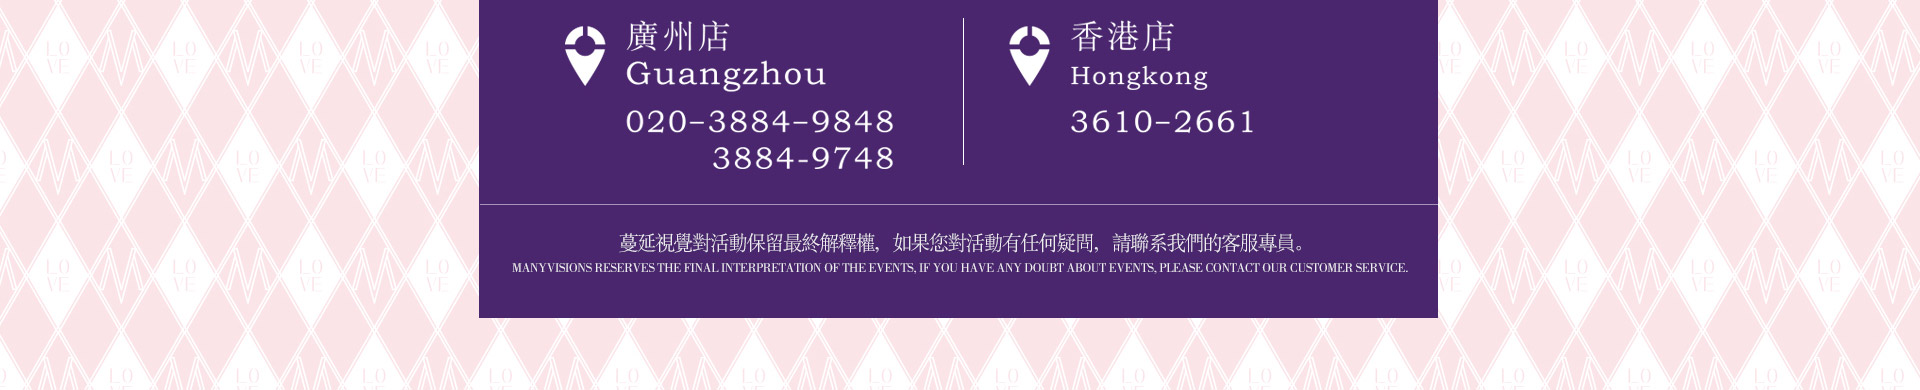 廣州店
Guangzhou
020-3884-9848
3884-9748
香港店
Hongkong
3610-2661
蔓延視覺對活動保留最終解釋權，如果您對活動有任何疑問，請聯系我們的客服專員。
MANYVISIONS RESERVES THE FINAL INTERPRETATION OF THE EVENTS, IF YOU HAVE ANY DOUBT ABOUT EVENTS, PLEASE CONTACT OUR CUSTOMER SERVICE.